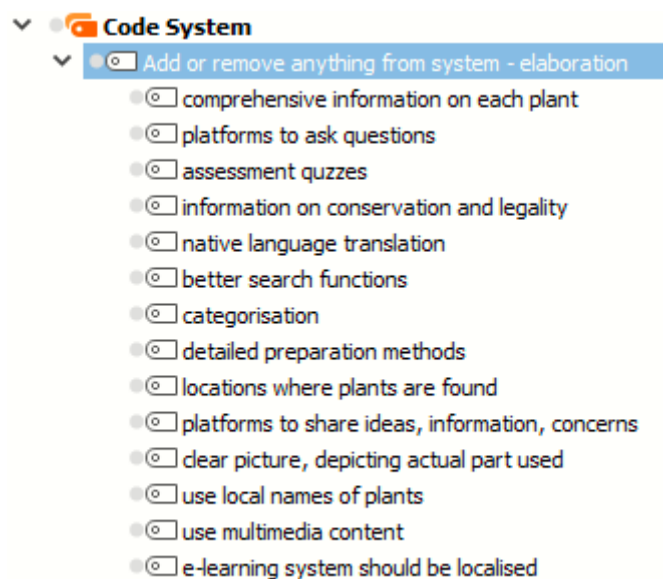 Code System
Add or remove anything from system - elaboration
comprehensive information on each plant
platforms to ask questions
assessment quzzes
information on conservation and legality
native language translation
better search functions
categorisation
detailed preparation methods
locations where plants are found
platforms to share ideas, information, concerns
clear picture, depicting actual part used
use local names of plants
use multimedia content
e-learning system should be localised